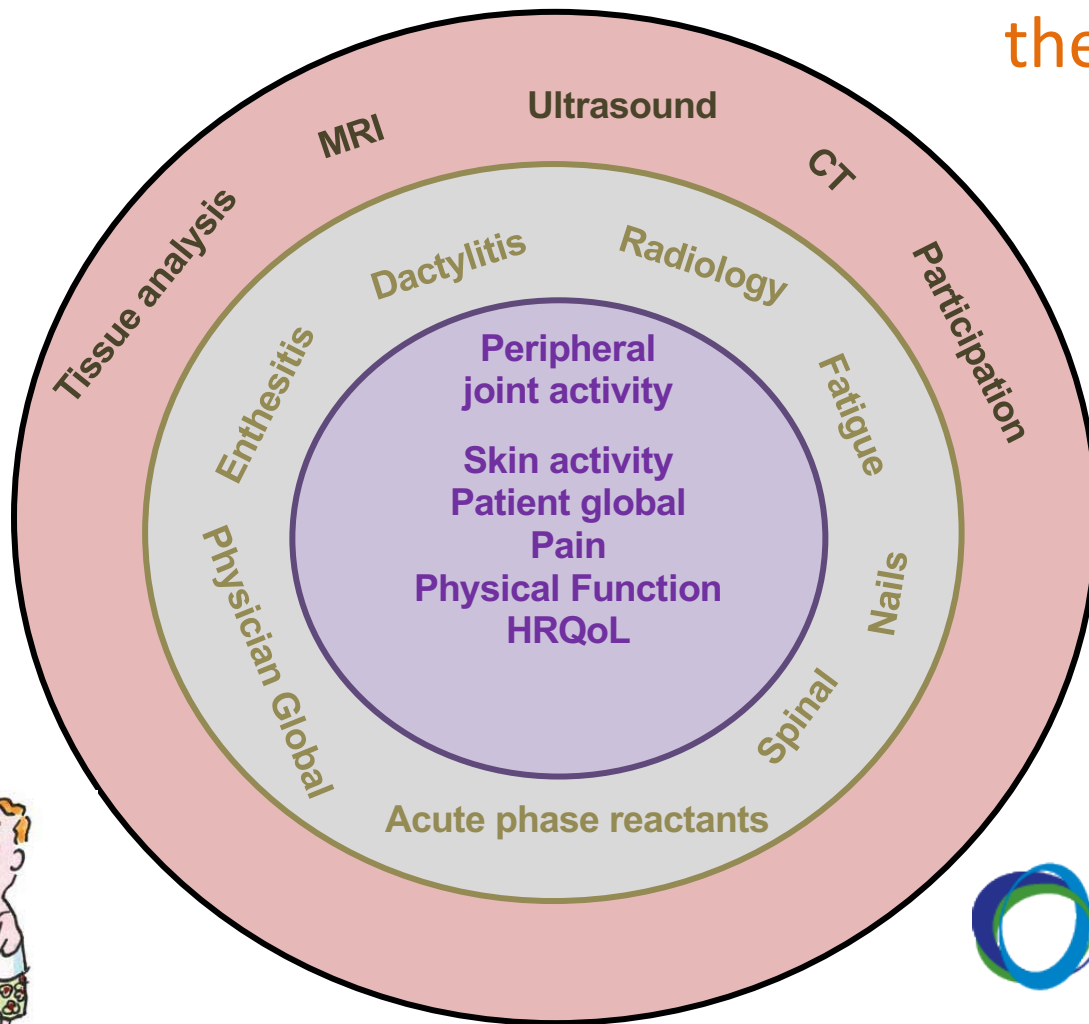 the
Ultrasound
MRI
CT
Tissue analysis
Participation
Dactylitis
Radiology
Enthesitis
Fatigue
Peripheral
joint activity
Skin activity
Patient global
Pain
Physical Function
HRQoL
Physician Global
Nails
Spinal
Acute phase reactants